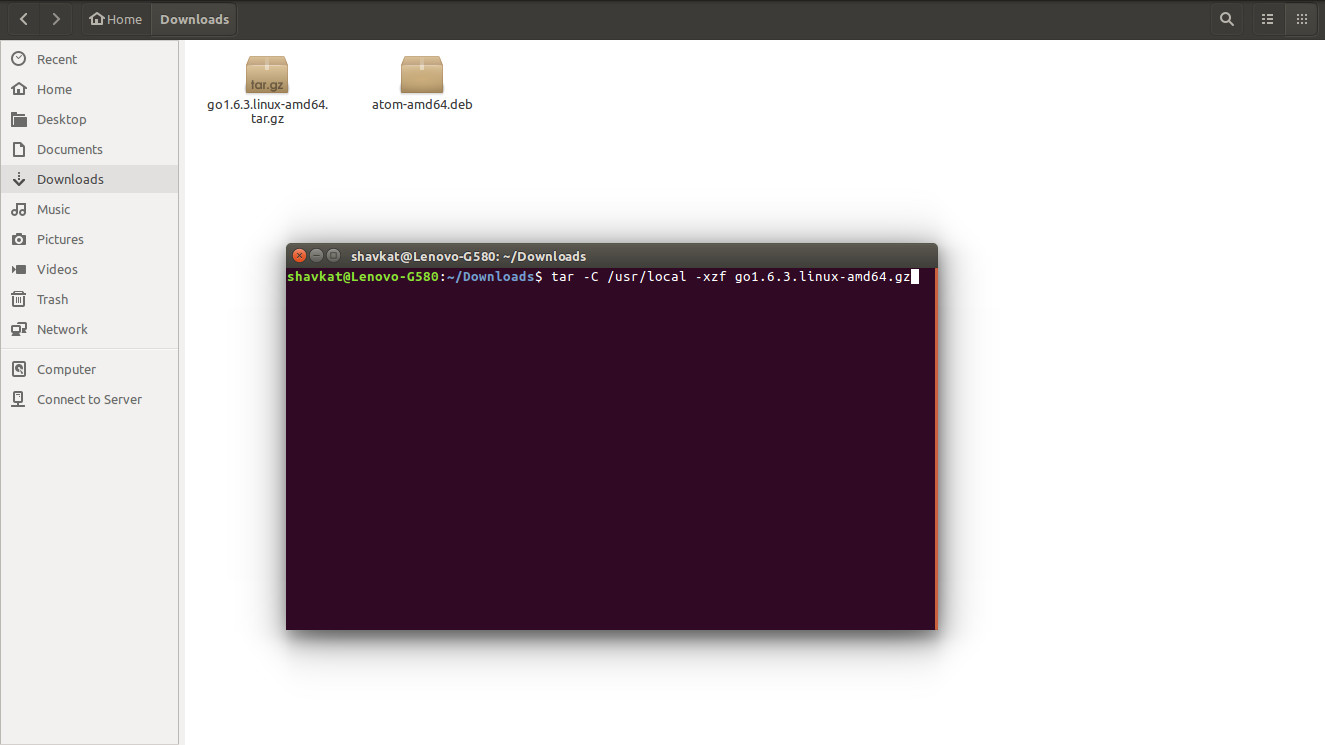 Home
Downloads
Recent
Home
Desktop
Documents
Downloads
Music
Pictures
Videos
Trash
Network
Computer
Connect to Server
tar.gz
go1.6.3.linux-amd64.
tar.gz
atom-amd64.deb
shavkat@Lenovo-G580: ~/Downloads
shavkat@Lenovo-G580:~/Downloads$ tar -C /usr/local -xzf go1.6.3.linux-amd64.gz